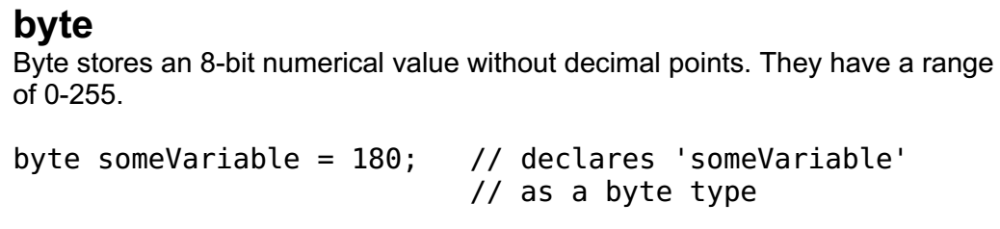 byte
Byte stores an 8-bit numerical value without decimal points. They have a range
of 0-255.
byte someVariable = 180;   // declares 'someVariable'
                           // as a byte type